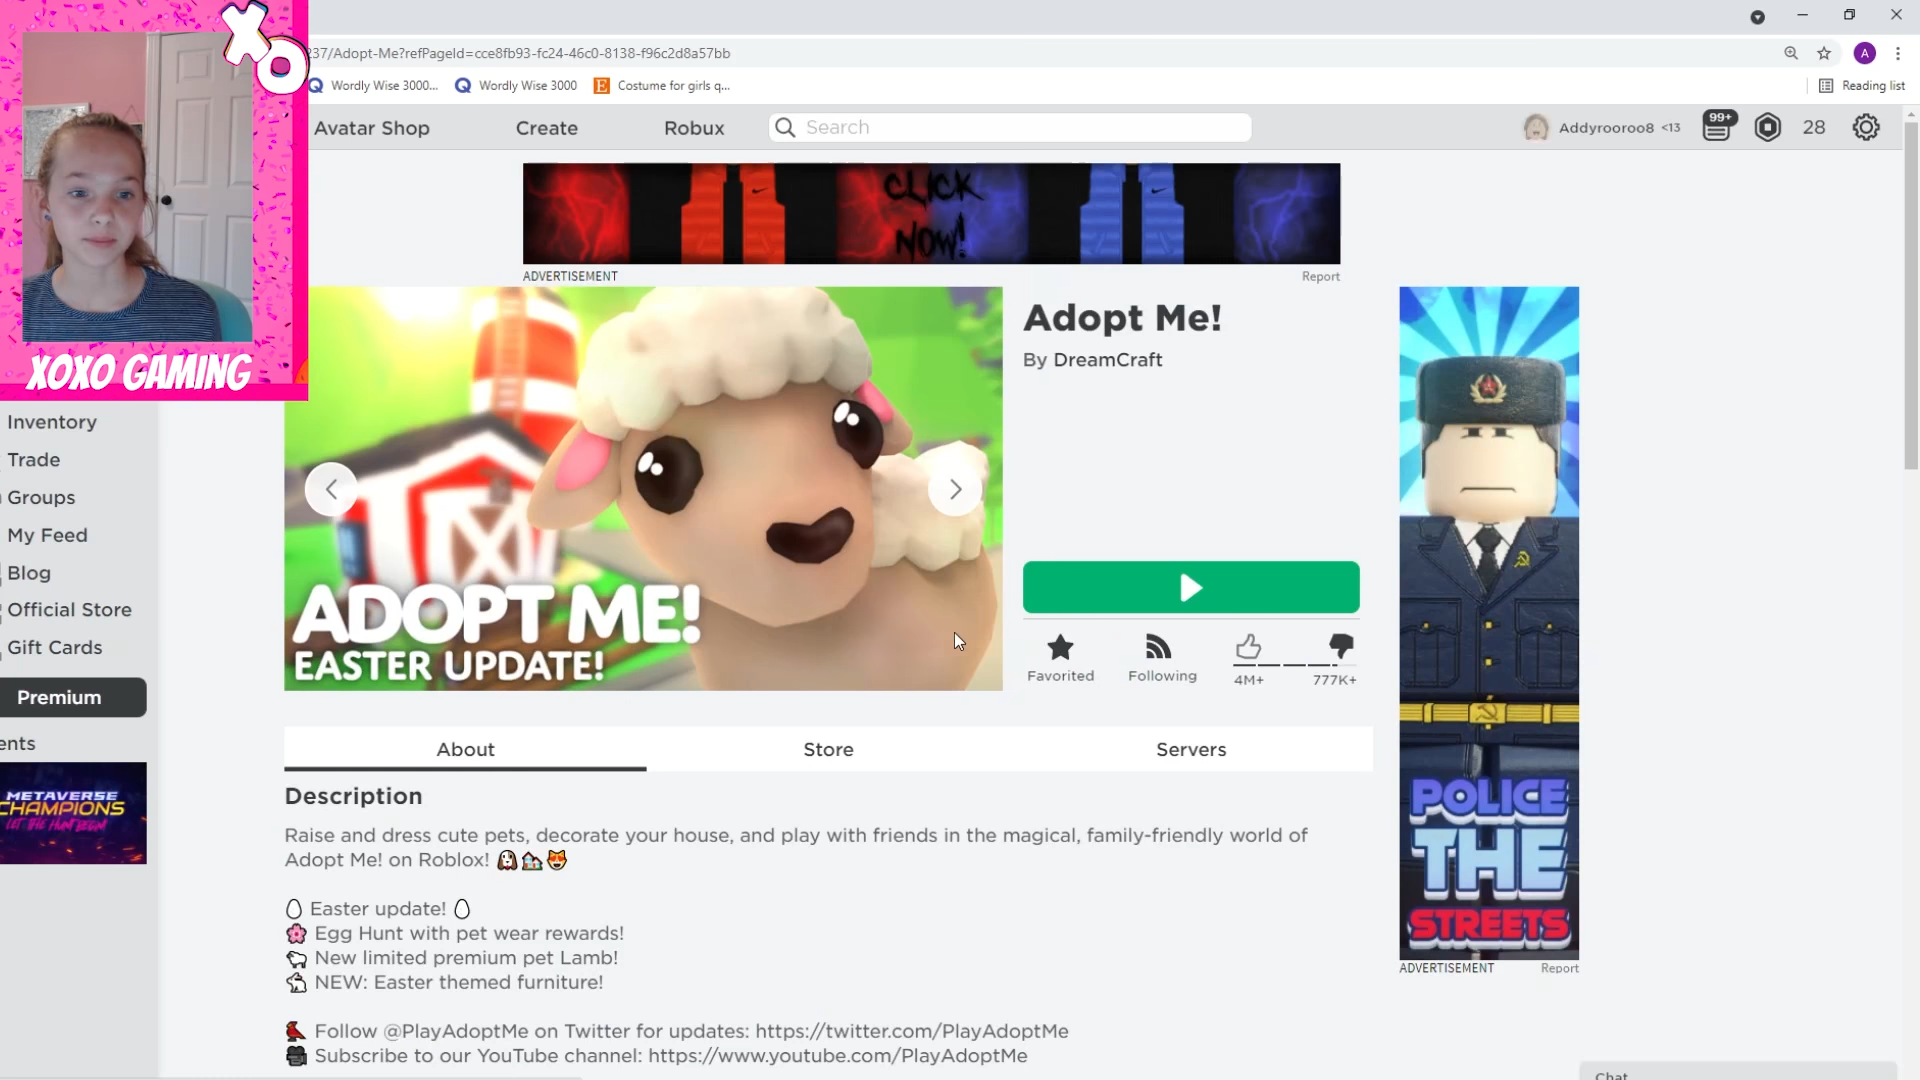 XO
XOXO GAMING
237/Adopt-Me?refPageId=cce8fb93-fc24-46c0-8138-f96c2d8a57bb
A
Wordly Wise 3000...
Wordly Wise 3000
Costume for girls q...
Reading list
Avatar Shop
Create
Robux
Search
Addyrooroo8 <13
99+
28
CLICK
NOW!
ADVERTISEMENT
Report
Adopt Me!
By DreamCraft
ADOPT ME!
EASTER UPDATE!
Favorited
Following
4M+
777K+
Inventory
Trade
Groups
My Feed
Blog
Official Store
Gift Cards
Premium
ents
METAVERSE
CHAMPIONS
LET THE HUNT BEGIN!
About
Store
Servers
Description
Raise and dress cute pets, decorate your house, and play with friends in the magical, family-friendly world of
Adopt Me! on Roblox! 🐶🏡😻
🥚 Easter update! 🥚
🌸 Egg Hunt with pet wear rewards!
🐑 New limited premium pet Lamb!
🐇 NEW: Easter themed furniture!
🐦 Follow @PlayAdoptMe on Twitter for updates: https://twitter.com/PlayAdoptMe
🎥 Subscribe to our YouTube channel: https://www.youtube.com/PlayAdoptMe
POLICE
THE
STREETS
ADVERTISEMENT
Report
Chat